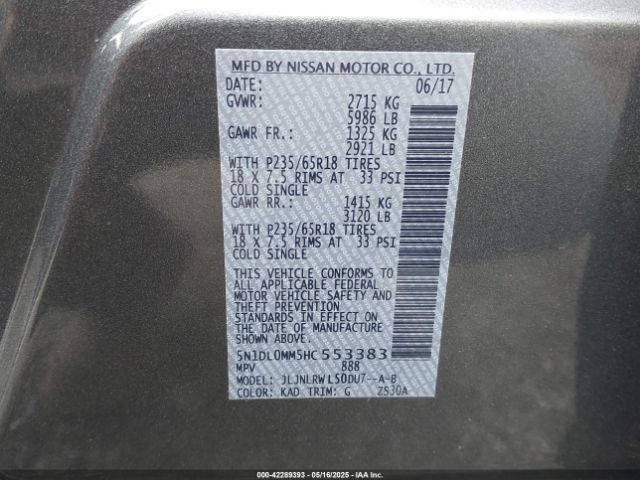 MFD BY NISSAN MOTOR CO., LTD.
DATE: 06/17
GVWR: 2715 KG
5986 LB
GAWR FR.: 1325 KG
2921 LB
WITH P235/65R18 TIRES
18 X 7.5 RIMS AT 33 PSI
COLD SINGLE
GAWR RR.: 1415 KG
3120 LB
WITH P235/65R18 TIRES
18 X 7.5 RIMS AT 33 PSI
COLD SINGLE
THIS VEHICLE CONFORMS TO
ALL APPLICABLE FEDERAL
MOTOR VEHICLE SAFETY AND
THEFT PREVENTION
STANDARDS IN EFFECT ON
THE DATE OF MANUFACTURE
SHOWN ABOVE.
5N1DL0MM5HC553383
MPV 888
MODEL: JLJNLRWL50DU7--A-B
COLOR: KAD TRIM: G ZS30A
000-42289393 - 05/16/2025 - IAAI.COM